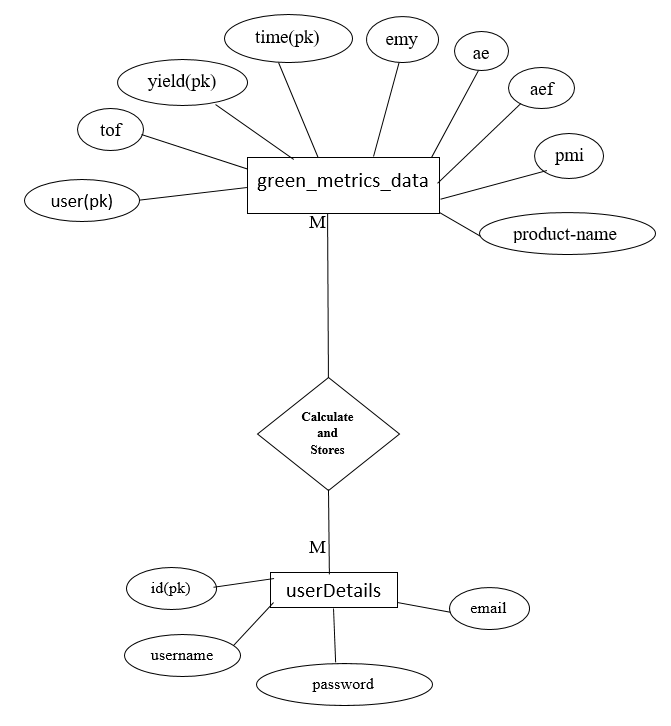 time(pk)
emy
ae
yield(pk)
aef
tof
pmi
green_metrics_data
user(pk)
M
product-name
Calculate
and
Stores
M
id(pk)
userDetails
email
username
password